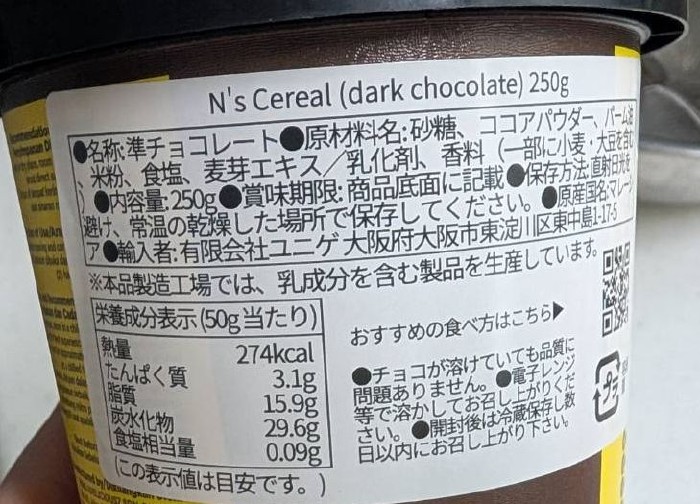 N's Cereal (dark chocolate) 250g
●名称:準チョコレート●原材料名:砂糖、ココアパウダー、パーム油
、米粉、食塩、麦芽エキス／乳化剤、香料（一部に小麦・大豆を含む
）●内容量:250g●賞味期限:商品底面に記載●保存方法:直射日光を
避け、常温の乾燥した場所で保存してください。●原産国名:マレーシ
ア●輸入者:有限会社ユニゲ大阪府大阪市東淀川区東中島1-17-5
※本品製造工場では、乳成分を含む製品を生産しています。
栄養成分表示(50g当たり)
熱量 274kcal
たんぱく質 3.1g
脂質 15.9g
炭水化物 29.6g
食塩相当量 0.09g
(この表示値は目安です。)
おすすめの食べ方はこちら▶
●チョコが溶けていても品質に
問題ありません。●電子レンジ
等で溶かしてお召し上がりくだ
さい。●開封後は冷蔵保存し数
日以内にお召し上がり下さい。
プラ